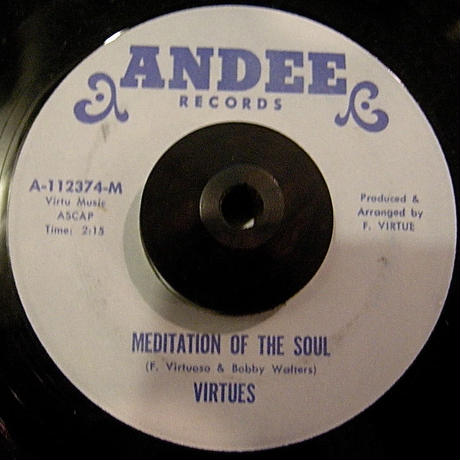 ANDEE
RECORDS
A-112374-M
Virtu Music
ASCAP
Time: 2:15
Produced &
Arranged by
F. VIRTUE
MEDITATION OF THE SOUL
(F. Virtuoso & Bobby Walters)
VIRTUES